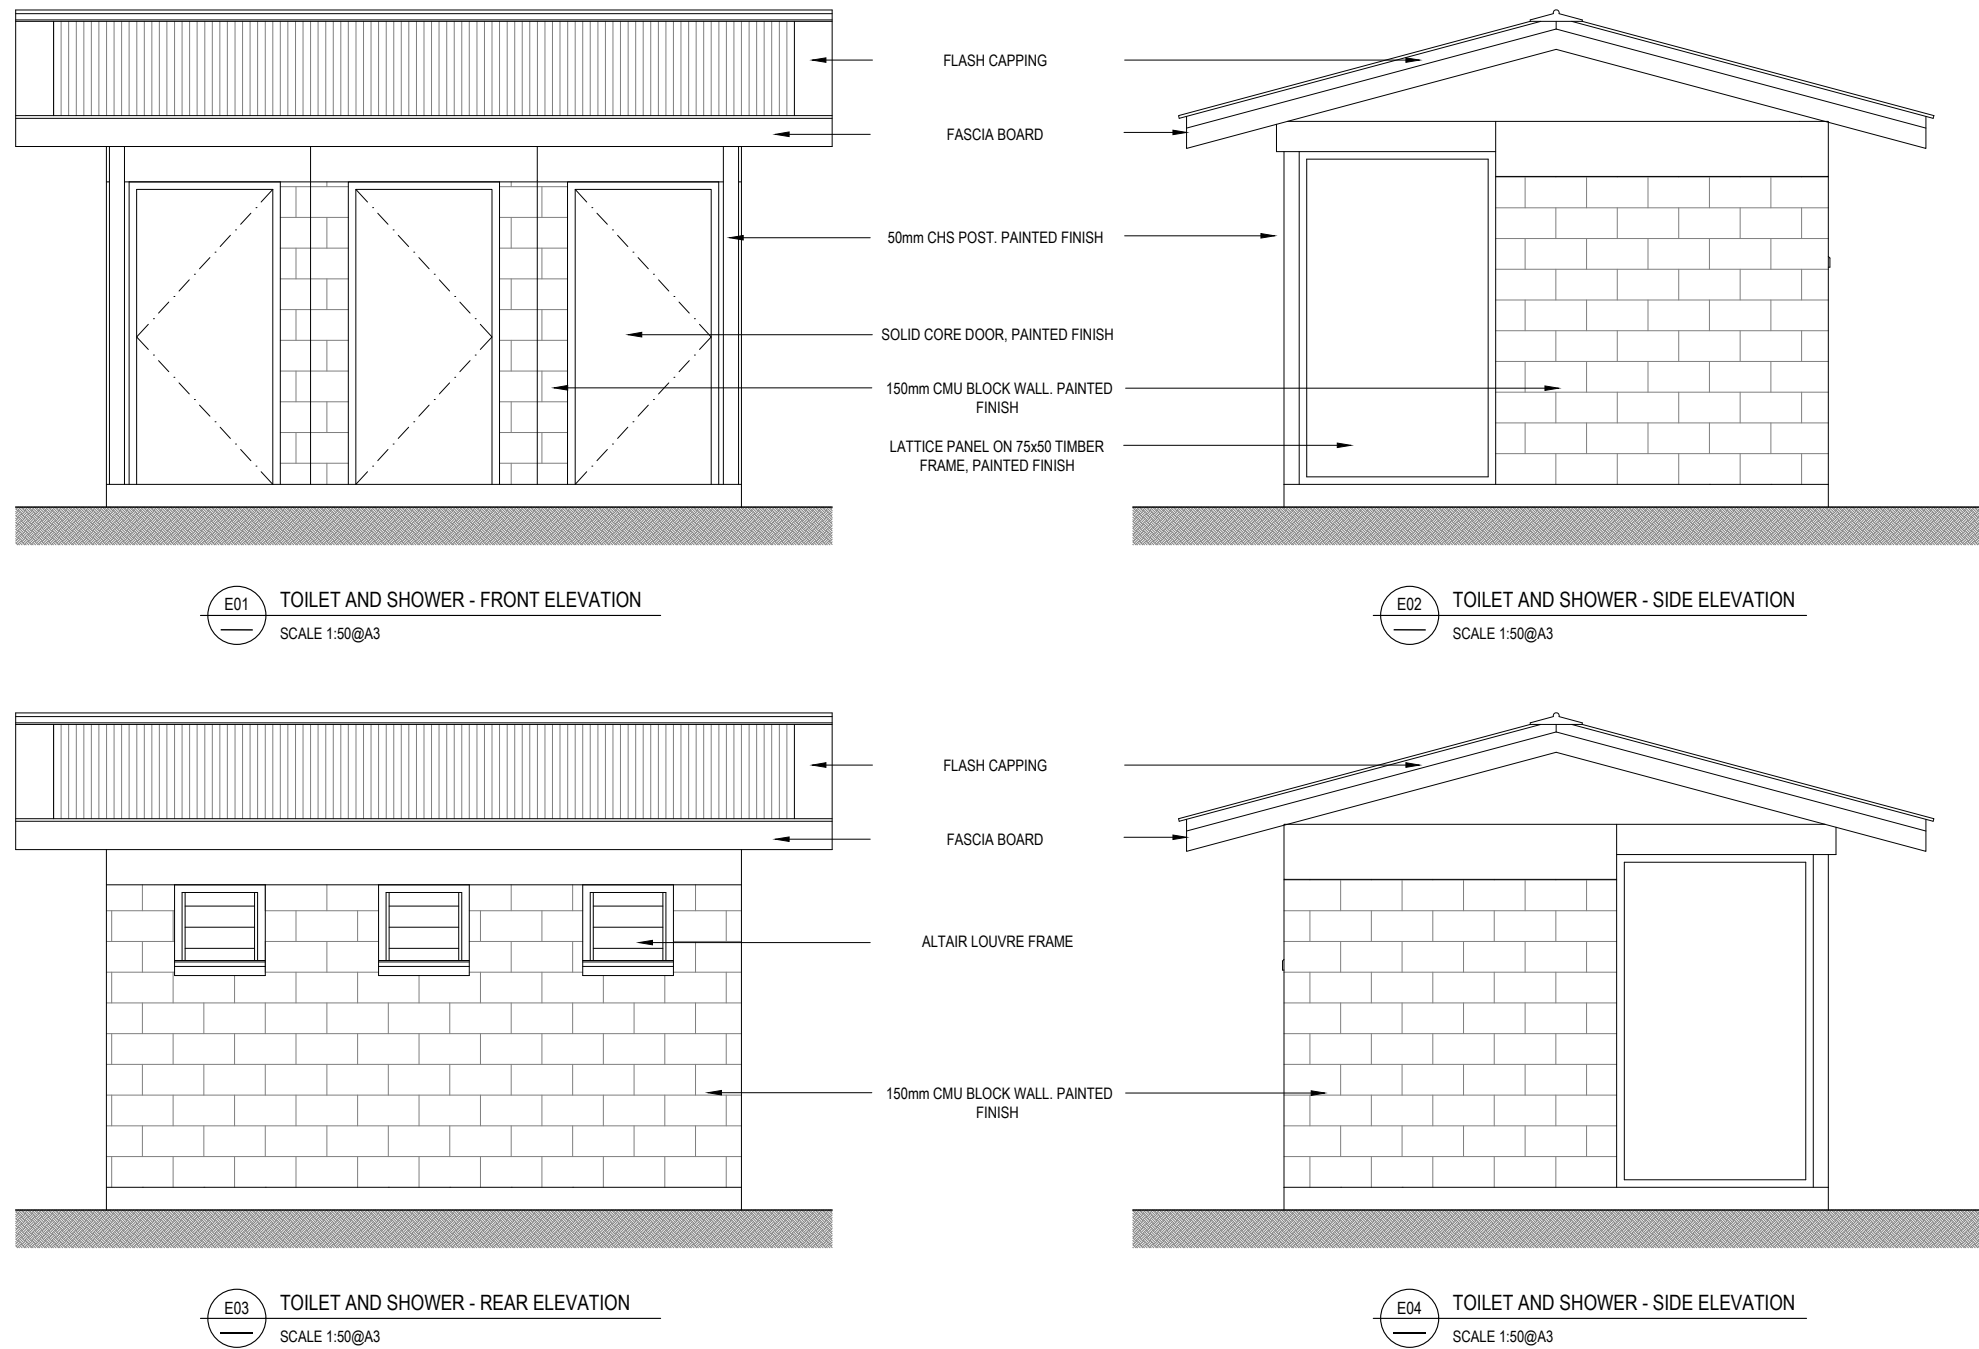 FLASH CAPPING
FASCIA BOARD
50mm CHS POST. PAINTED FINISH
SOLID CORE DOOR, PAINTED FINISH
150mm CMU BLOCK WALL. PAINTED
FINISH
LATTICE PANEL ON 75x50 TIMBER
FRAME, PAINTED FINISH
E01
TOILET AND SHOWER - FRONT ELEVATION
SCALE 1:50@A3
E02
TOILET AND SHOWER - SIDE ELEVATION
SCALE 1:50@A3
FLASH CAPPING
FASCIA BOARD
ALTAIR LOUVRE FRAME
150mm CMU BLOCK WALL. PAINTED
FINISH
E03
TOILET AND SHOWER - REAR ELEVATION
SCALE 1:50@A3
E04
TOILET AND SHOWER - SIDE ELEVATION
SCALE 1:50@A3